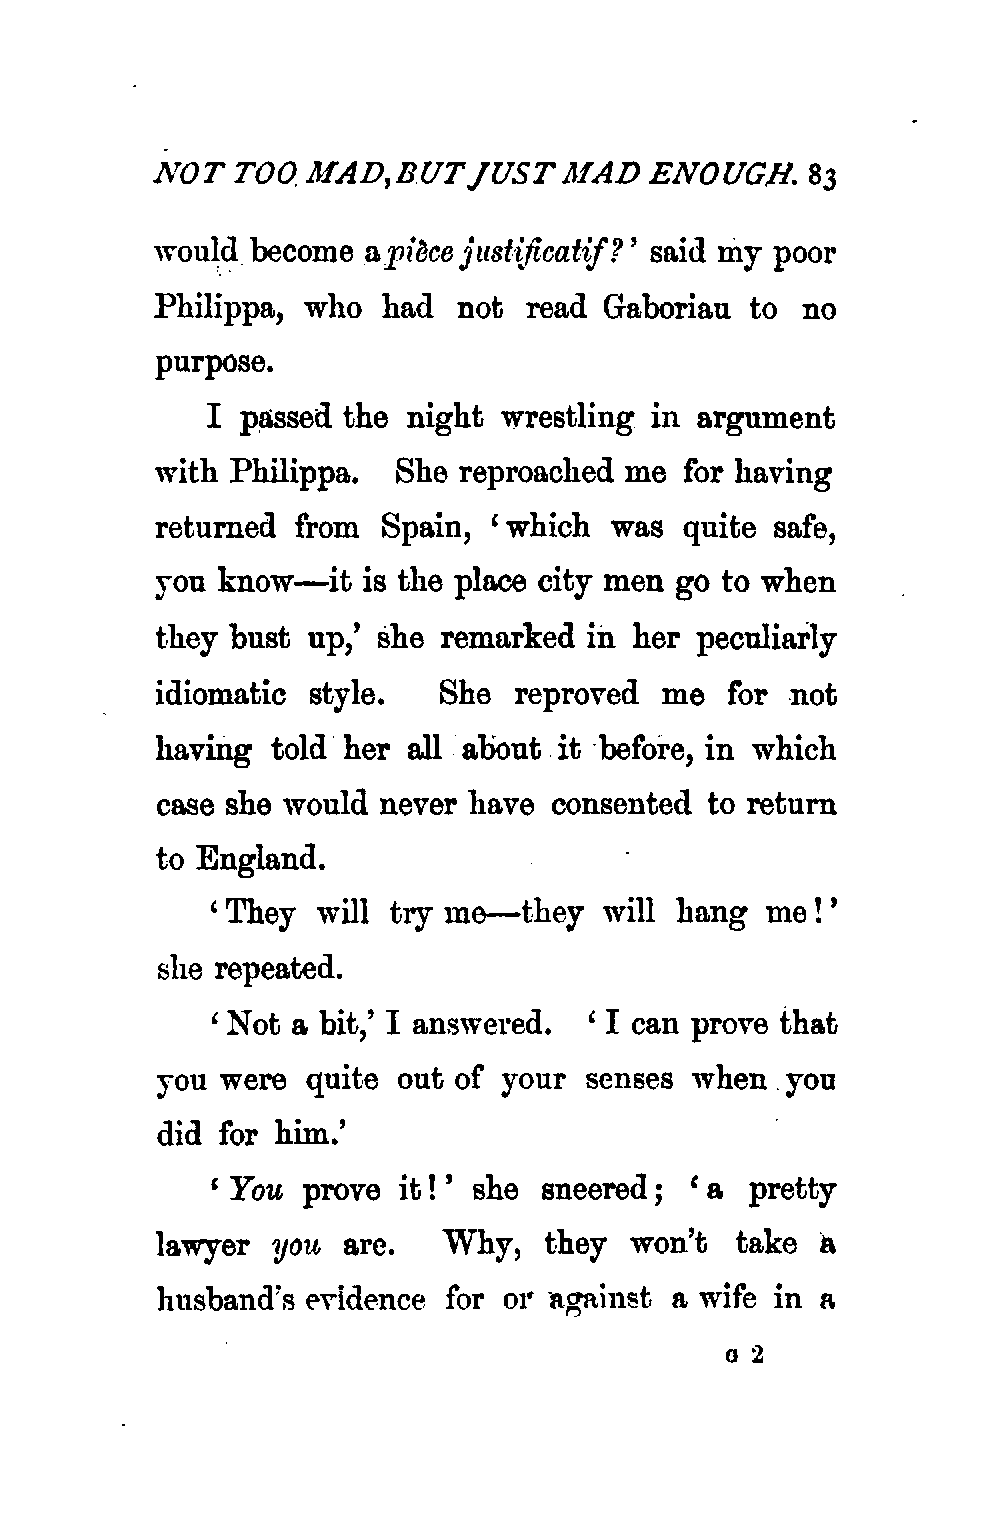 NOT TOO MAD, BUT JUST MAD ENOUGH. 83
would become a pièce justificatif?’ said my poor
Philippa, who had not read Gaboriau to no
purpose.
I passed the night wrestling in argument
with Philippa. She reproached me for having
returned from Spain, ‘which was quite safe,
you know—it is the place city men go to when
they bust up,’ she remarked in her peculiarly
idiomatic style. She reproved me for not
having told her all about it before, in which
case she would never have consented to return
to England.
‘They will try me—they will hang me!’
she repeated.
‘Not a bit,’ I answered. ‘I can prove that
you were quite out of your senses when you
did for him.’
‘You prove it!’ she sneered; ‘a pretty
lawyer you are. Why, they won’t take a
husband’s evidence for or against a wife in a
G 2